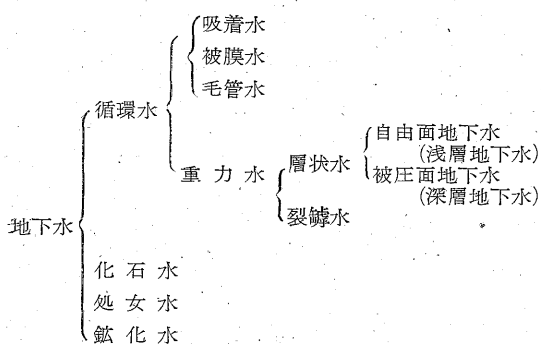 吸着水
被膜水
毛管水
循環水
自由面地下水
(浅層地下水)
層状水
重力水
被圧面地下水
(深層地下水)
裂罅水
地下水
化石水
処女水
鉱化水